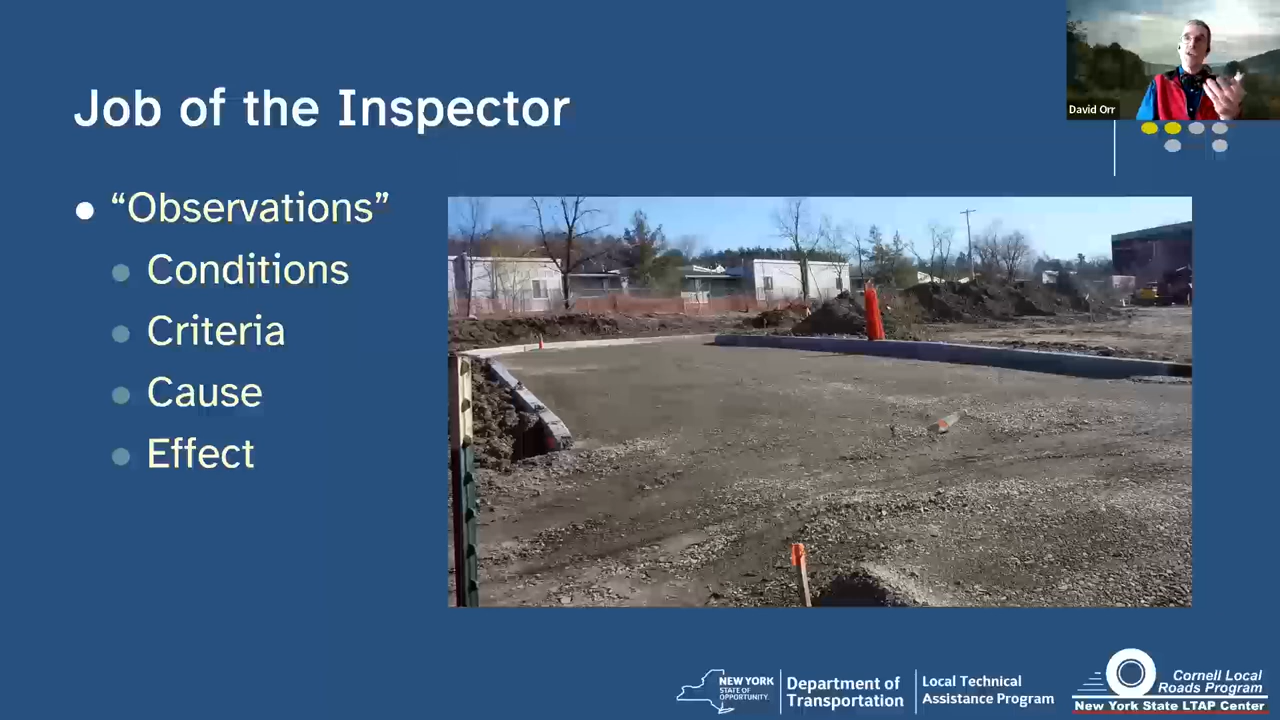 David Orr
Job of the Inspector
“Observations”
Conditions
Criteria
Cause
Effect
NEW YORK
STATE OF
OPPORTUNITY.
Department of
Transportation
Local Technical
Assistance Program
Cornell Local
Roads Program
New York State LTAP Center